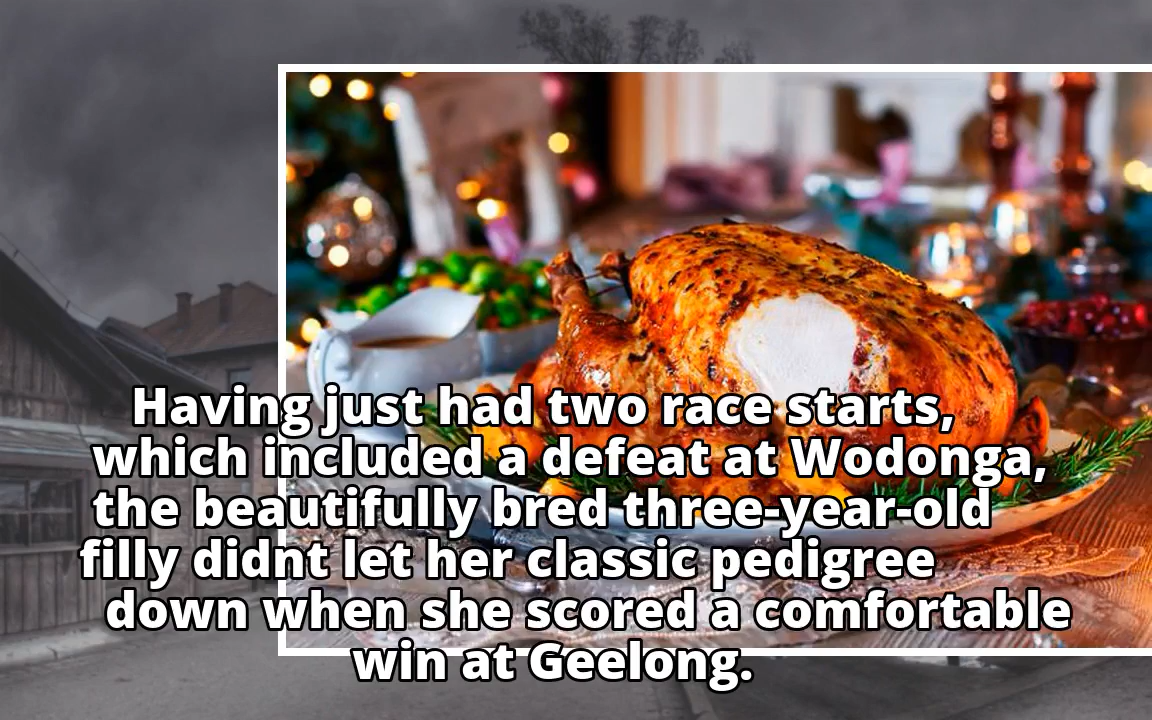 Having just had two race starts,
which included a defeat at Wodonga,
the beautifully bred three-year-old
filly didnt let her classic pedigree
down when she scored a comfortable
win at Geelong.